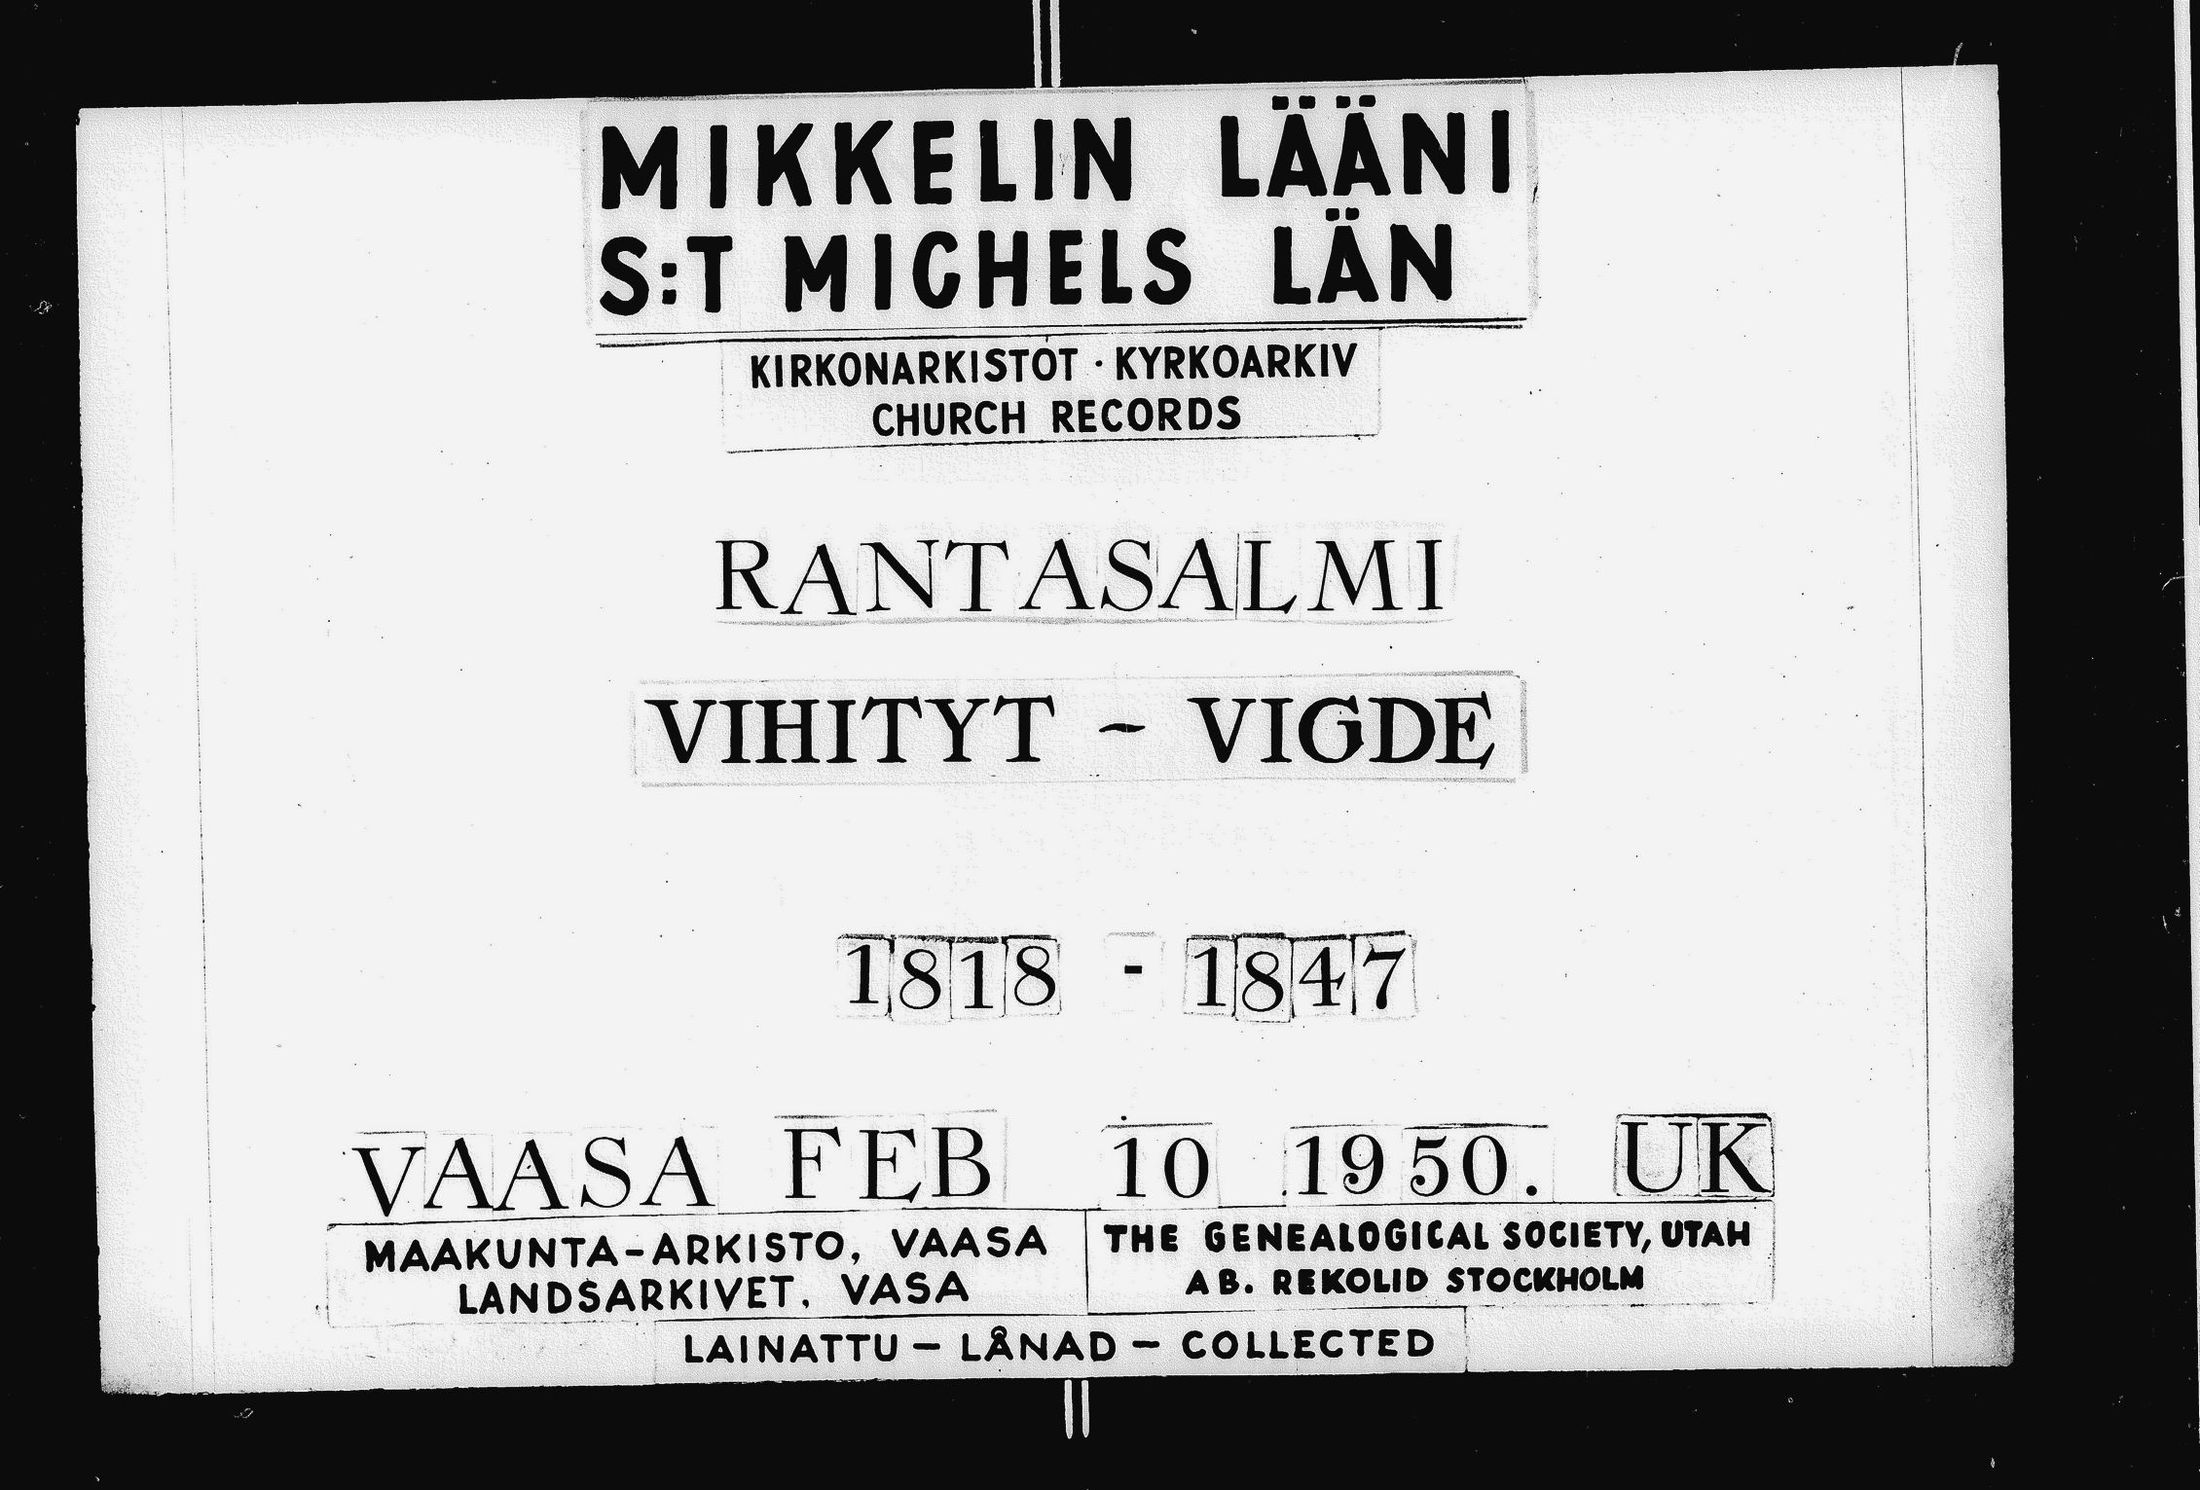 MIKKELIN LÄÄNI
S:T MICHELS LÄN
KIRKONARKISTOT · KYRKOARKIV
CHURCH RECORDS
RANTASALMI
VIHITYT - VIGDE
1818 - 1847
VAASA FEB 10 1950. UK
MAAKUNTA-ARKISTO, VAASA
LANDSARKIVET, VASA
THE GENEALOGICAL SOCIETY, UTAH
AB. REKOLID STOCKHOLM
LAINATTU - LÅNAD - COLLECTED